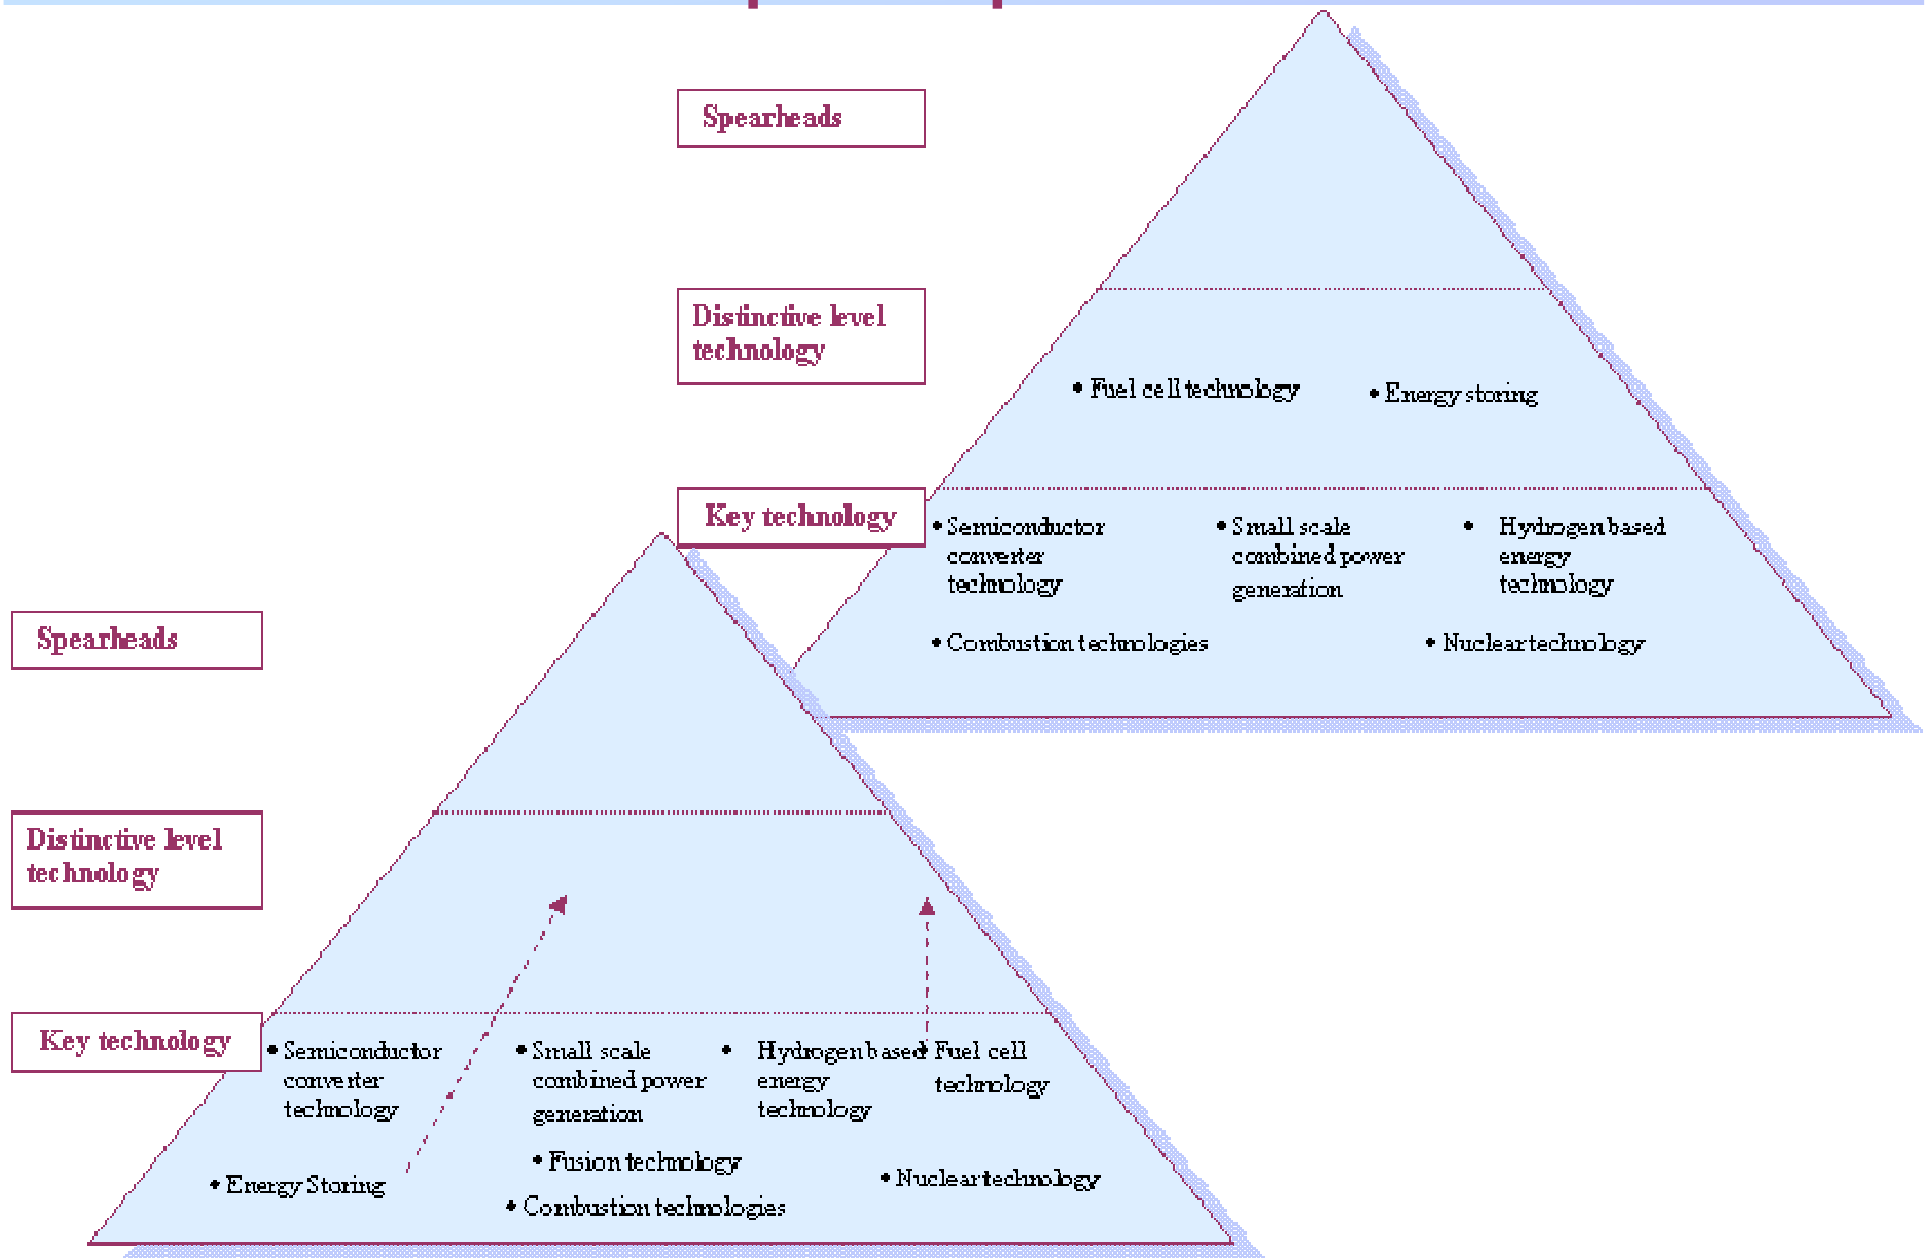 Spearheads
Distinctive level
technology
• Fuel cell technology
• Energy storing
Key technology
• Semiconductor
converter
technology
• Small scale
combined power
generation
• Hydrogen based
energy
technology
• Combustion technologies
• Nuclear technology
Spearheads
Distinctive level
technology
Key technology
• Semiconductor
converter
technology
• Small scale
combined power
generation
• Hydrogen based
energy
technology
• Fuel cell
technology
• Fusion technology
• Energy Storing
• Nuclear technology
• Combustion technologies